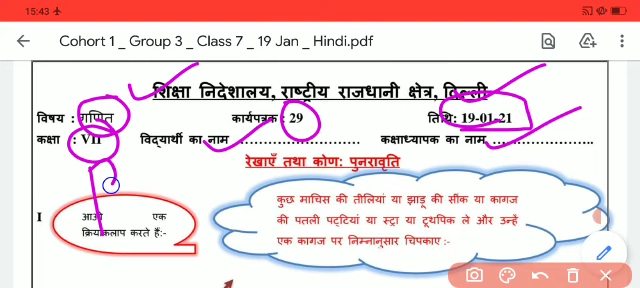 15:43
Cohort 1 _ Group 3 _ Class 7 _ 19 Jan _ Hindi.pdf
शिक्षा निदेशालय, राष्ट्रीय राजधानी क्षेत्र, दिल्ली
विषय : गणित कार्यपत्रक : 29 तिथि: 19-01-21
कक्षा : VII विद्यार्थी का नाम ........................ कक्षाध्यापक का नाम ........................
रेखाएँ तथा कोण: पुनरावृति
I
आओ एक
क्रियाकलाप करते हैं:-
कुछ माचिस की तीलियां या झाड़ू की सींक या कागज
की पतली पट्टियां या स्ट्रा या टूथपिक ले और उन्हें
एक कागज पर निम्नानुसार चिपकाए :-